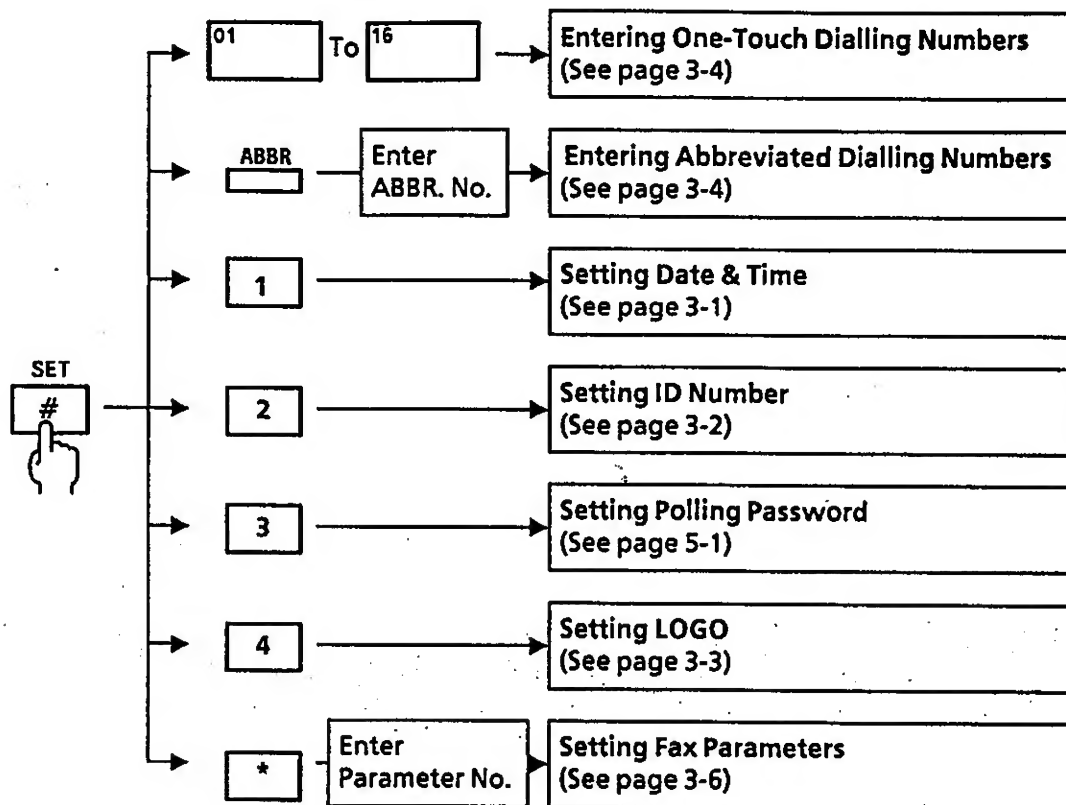 01 To 16 Entering One-Touch Dialling Numbers
(See page 3-4)
ABBR Enter Entering Abbreviated Dialling Numbers
ABBR. No. (See page 3-4)
1 Setting Date & Time
(See page 3-1)
SET
#
2 Setting ID Number
(See page 3-2)
3 Setting Polling Password
(See page 5-1)
4 Setting LOGO
(See page 3-3)
* Enter Setting Fax Parameters
Parameter No. (See page 3-6)